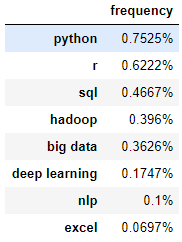 frequency
python 0.7525%
r 0.6222%
sql 0.4667%
hadoop 0.396%
big data 0.3626%
deep learning 0.1747%
nlp 0.1%
excel 0.0697%